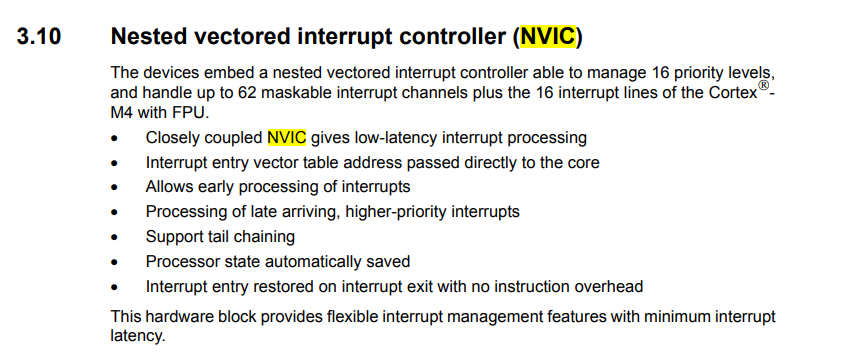 3.10 Nested vectored interrupt controller (NVIC)
The devices embed a nested vectored interrupt controller able to manage 16 priority levels,
and handle up to 62 maskable interrupt channels plus the 16 interrupt lines of the Cortex®-
M4 with FPU.
• Closely coupled NVIC gives low-latency interrupt processing
• Interrupt entry vector table address passed directly to the core
• Allows early processing of interrupts
• Processing of late arriving, higher-priority interrupts
• Support tail chaining
• Processor state automatically saved
• Interrupt entry restored on interrupt exit with no instruction overhead
This hardware block provides flexible interrupt management features with minimum interrupt
latency.